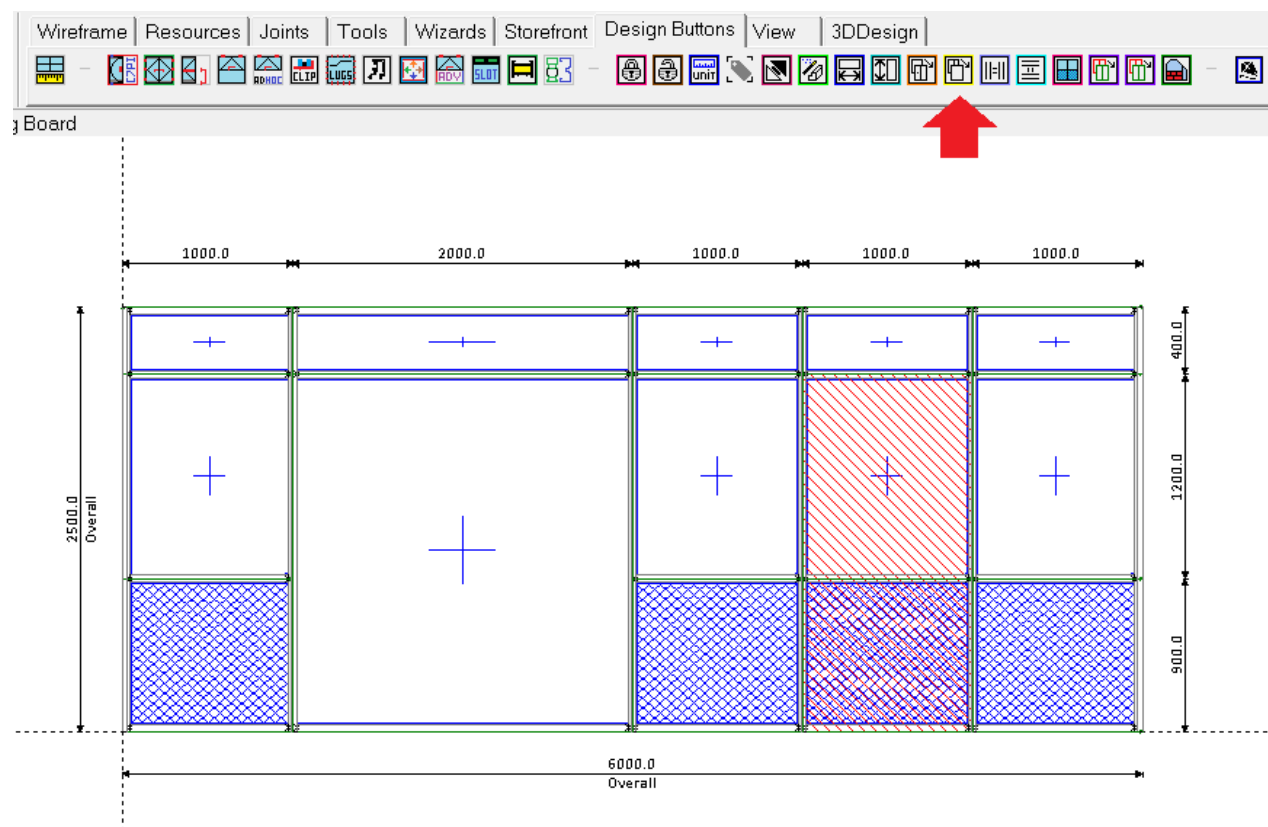 Wireframe Resources Joints Tools Wizards Storefront Design Buttons View 3DDesign
CPI ADHOC CLIP LUGS ADV SLOT unit
g Board
1000.0 2000.0 1000.0 1000.0 1000.0
400.0
1200.0
2500.0
Overall
900.0
6000.0
Overall